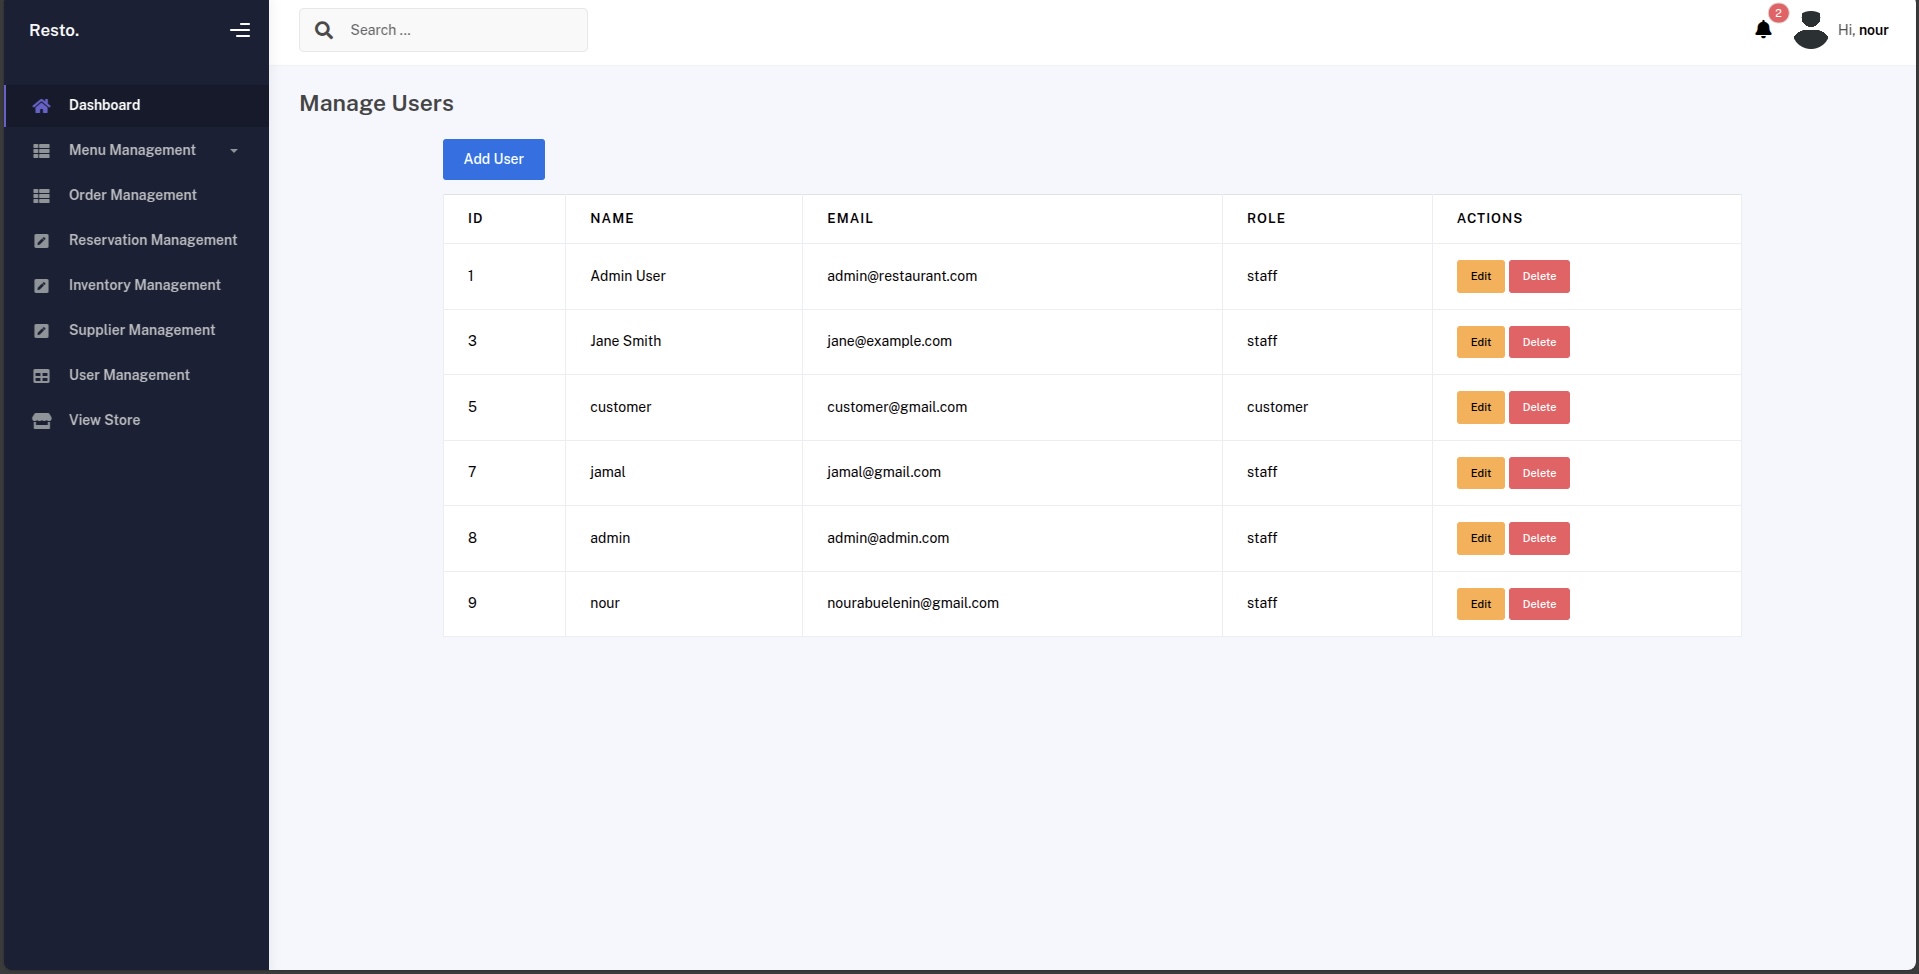 Resto.
Search ...
2
Hi, nour
Dashboard
Menu Management
Order Management
Reservation Management
Inventory Management
Supplier Management
User Management
View Store
Manage Users
Add User
ID NAME EMAIL ROLE ACTIONS
1 Admin User admin@restaurant.com staff Edit Delete
3 Jane Smith jane@example.com staff Edit Delete
5 customer customer@gmail.com customer Edit Delete
7 jamal jamal@gmail.com staff Edit Delete
8 admin admin@admin.com staff Edit Delete
9 nour nourabuelenin@gmail.com staff Edit Delete